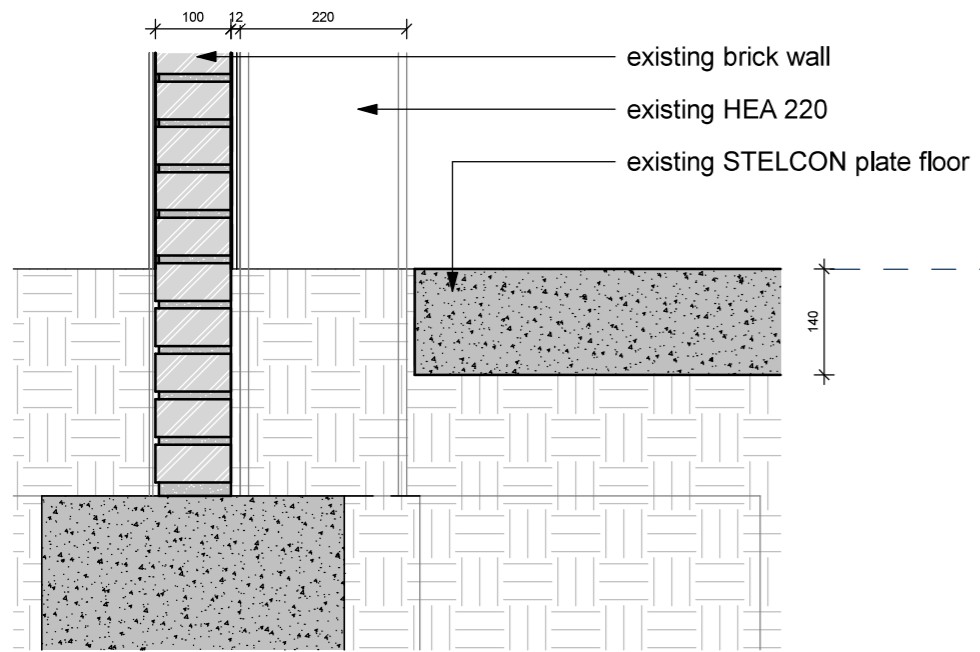 100 12 220
existing brick wall
existing HEA 220
existing STELCON plate floor
140